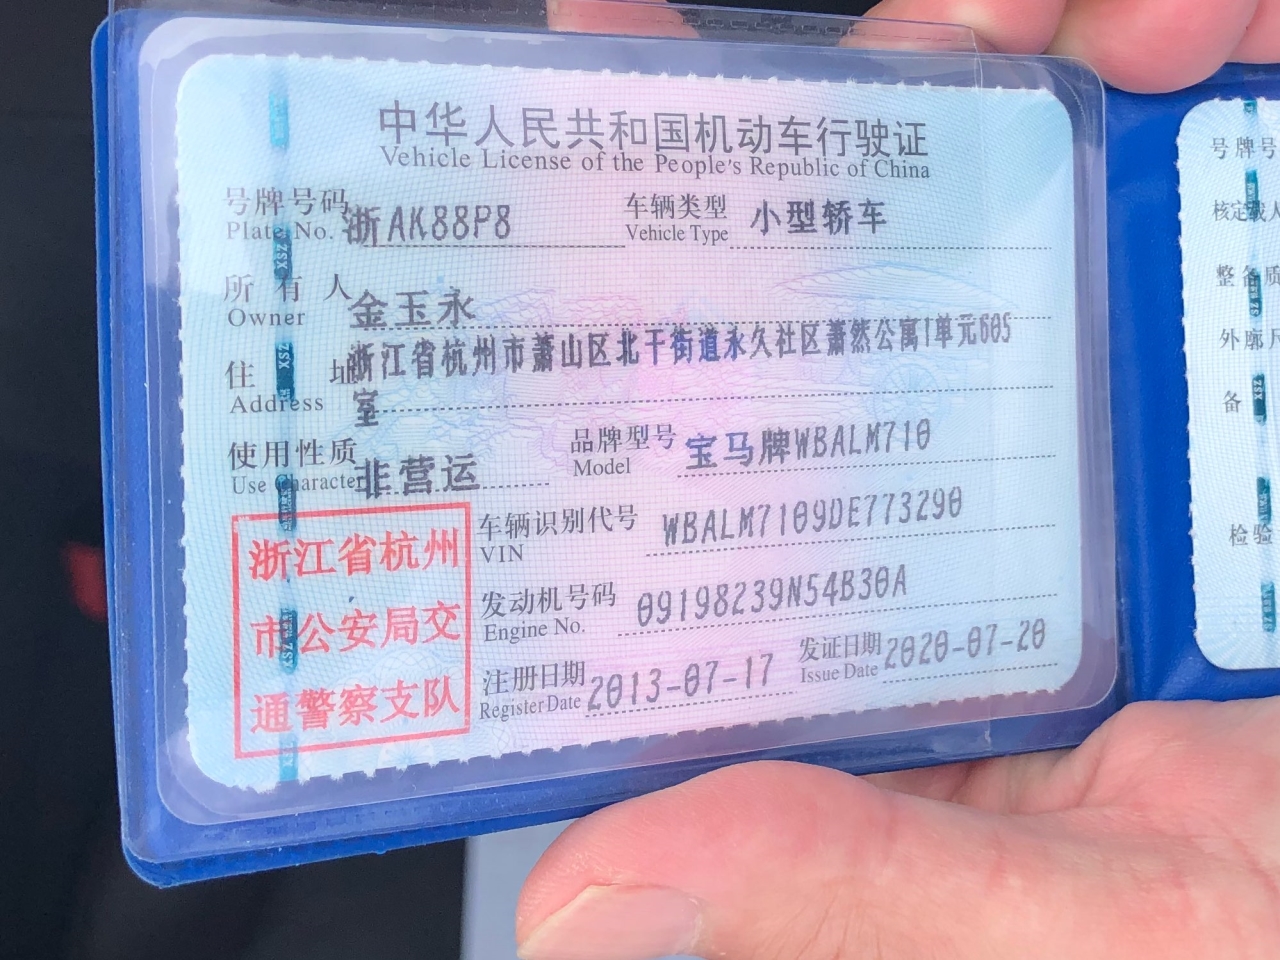 中华人民共和国机动车行驶证
Vehicle License of the People's Republic of China
号牌号码 浙AK88P8 车辆类型 小型轿车
Plate No. Vehicle Type
所有人 金玉永
Owner
住址 浙江省杭州市萧山区北干街道永久社区萧然公寓1单元605
Address 室
使用性质 非营运 品牌型号 宝马牌WBALM710
Use Character Model
浙江省杭州
市公安局交
通警察支队
车辆识别代号 WBALM7109DE773290
VIN
发动机号码 09198239N54B30A
Engine No.
注册日期 2013-07-17 发证日期 2020-07-20
Register Date Issue Date
号牌号
核定载人
整备质
外廓尺
备
检验